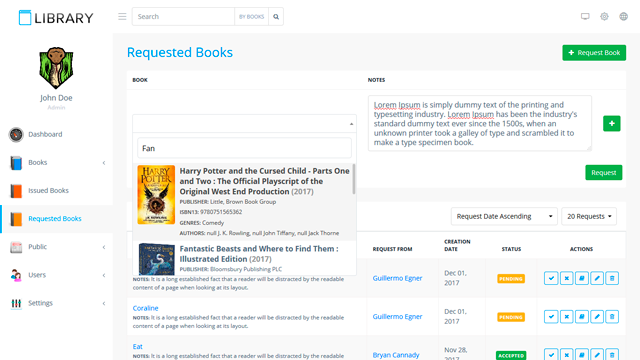 LIBRARY
Search
BY BOOKS
John Doe
Admin
Dashboard
Books
Issued Books
Requested Books
Public
Users
Settings
Requested Books
Request Book
BOOK
NOTES
Lorem Ipsum is simply dummy text of the printing and
typesetting industry. Lorem Ipsum has been the industry's
standard dummy text ever since the 1500s, when an
unknown printer took a galley of type and scrambled it to
make a type specimen book.
Fan
Harry Potter and the Cursed Child - Parts One
and Two : The Official Playscript of the
Original West End Production (2017)
PUBLISHER: Little, Brown Book Group
ISBN13: 9780751565362
GENRES: Comedy
AUTHORS: null J. K. Rowling, null John Tiffany, null Jack Thorne
Fantastic Beasts and Where to Find Them :
Illustrated Edition (2017)
PUBLISHER: Bloomsbury Publishing PLC
Request
Request Date Ascending
20 Requests
REQUEST FROM
CREATION
DATE
STATUS
ACTIONS
NOTES: It is a long established fact that a reader will be distracted by the readable
content of a page when looking at its layout.
Guillermo Egner
Dec 01,
2017
PENDING
Coraline
NOTES: It is a long established fact that a reader will be distracted by the readable
content of a page when looking at its layout.
Guillermo Egner
Dec 01,
2017
PENDING
Eat
NOTES: It is a long established fact that a reader will be distracted by the readable
Bryan Cannady
Nov 28,
2017
ACCEPTED